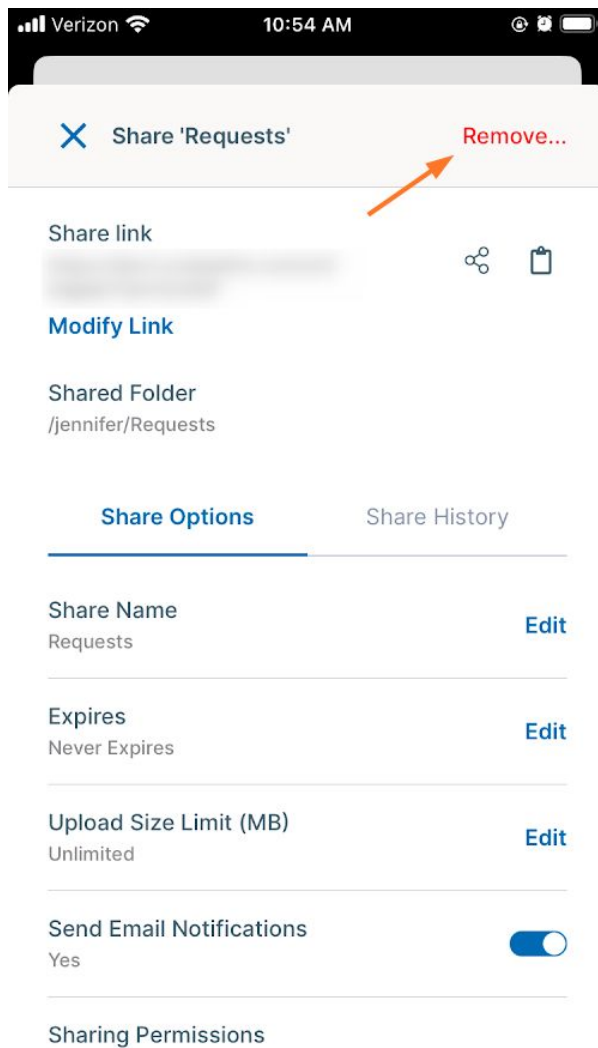 Verizon 10:54 AM
Share 'Requests' Remove...
Share link
Modify Link
Shared Folder
/jennifer/Requests
Share Options Share History
Share Name
Edit
Requests
Expires
Edit
Never Expires
Upload Size Limit (MB)
Edit
Unlimited
Send Email Notifications
Yes
Sharing Permissions